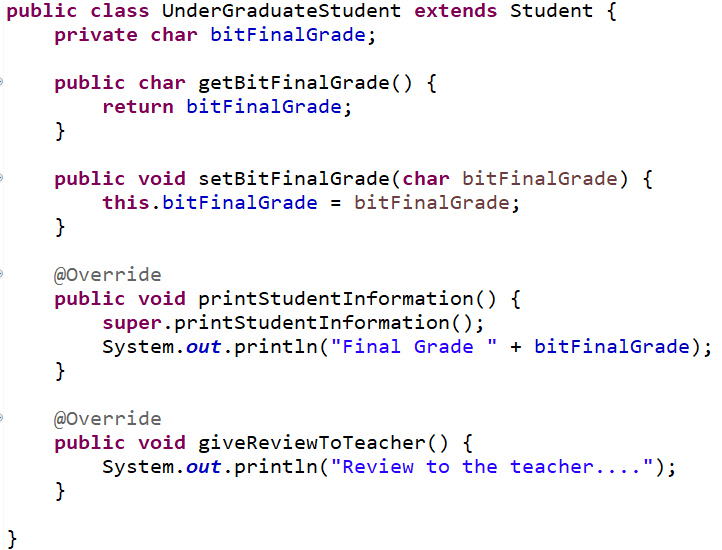 public class UnderGraduateStudent extends Student {
    private char bitFinalGrade;

    public char getBitFinalGrade() {
        return bitFinalGrade;
    }

    public void setBitFinalGrade(char bitFinalGrade) {
        this.bitFinalGrade = bitFinalGrade;
    }

    @Override
    public void printStudentInformation() {
        super.printStudentInformation();
        System.out.println("Final Grade " + bitFinalGrade);
    }

    @Override
    public void giveReviewToTeacher() {
        System.out.println("Review to the teacher....");
    }

}